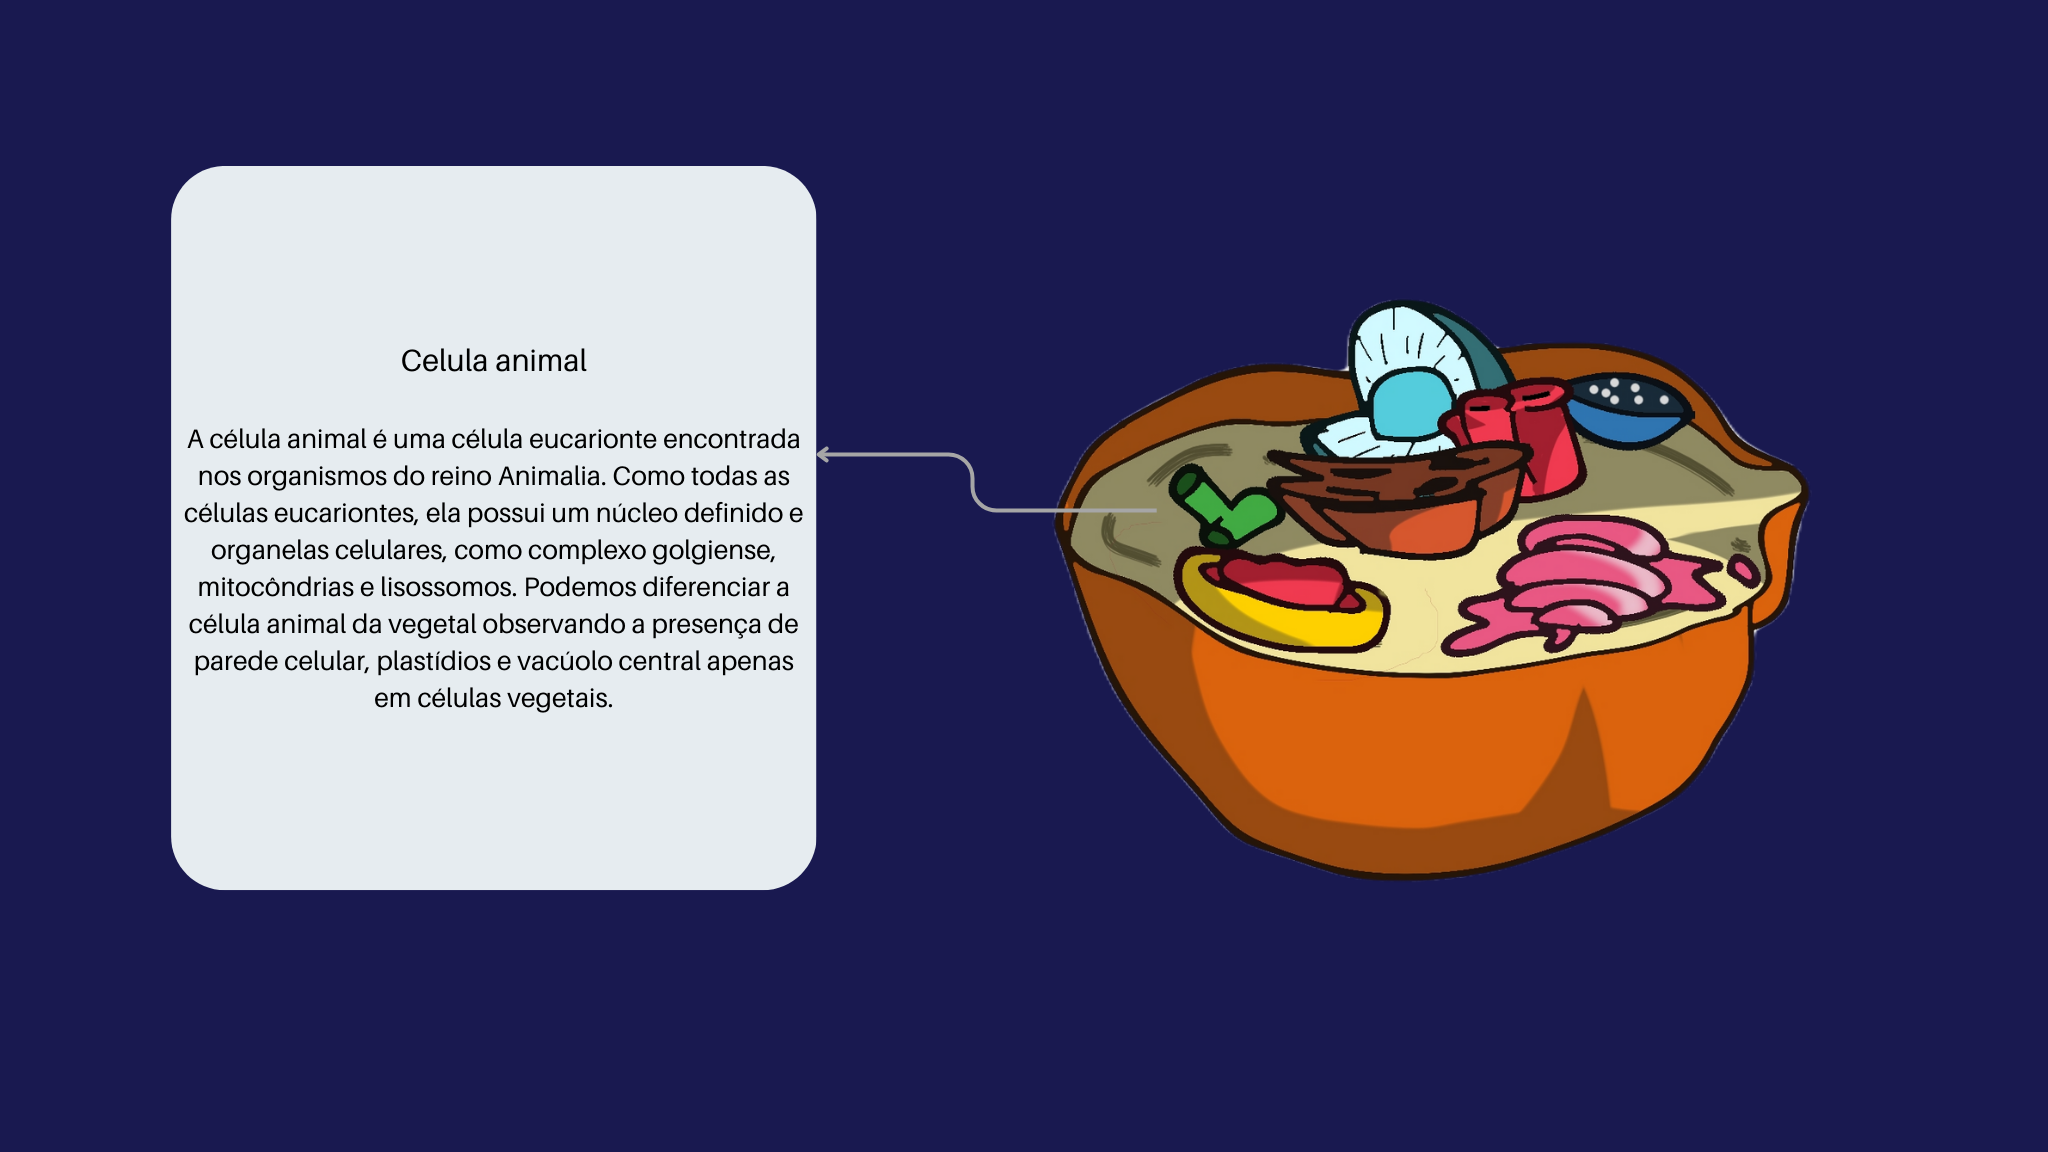 Celula animal
A célula animal é uma célula eucarionte encontrada
nos organismos do reino Animalia. Como todas as
células eucariontes, ela possui um núcleo definido e
organelas celulares, como complexo golgiense,
mitocôndrias e lisossomos. Podemos diferenciar a
célula animal da vegetal observando a presença de
parede celular, plastídios e vacúolo central apenas
em células vegetais.